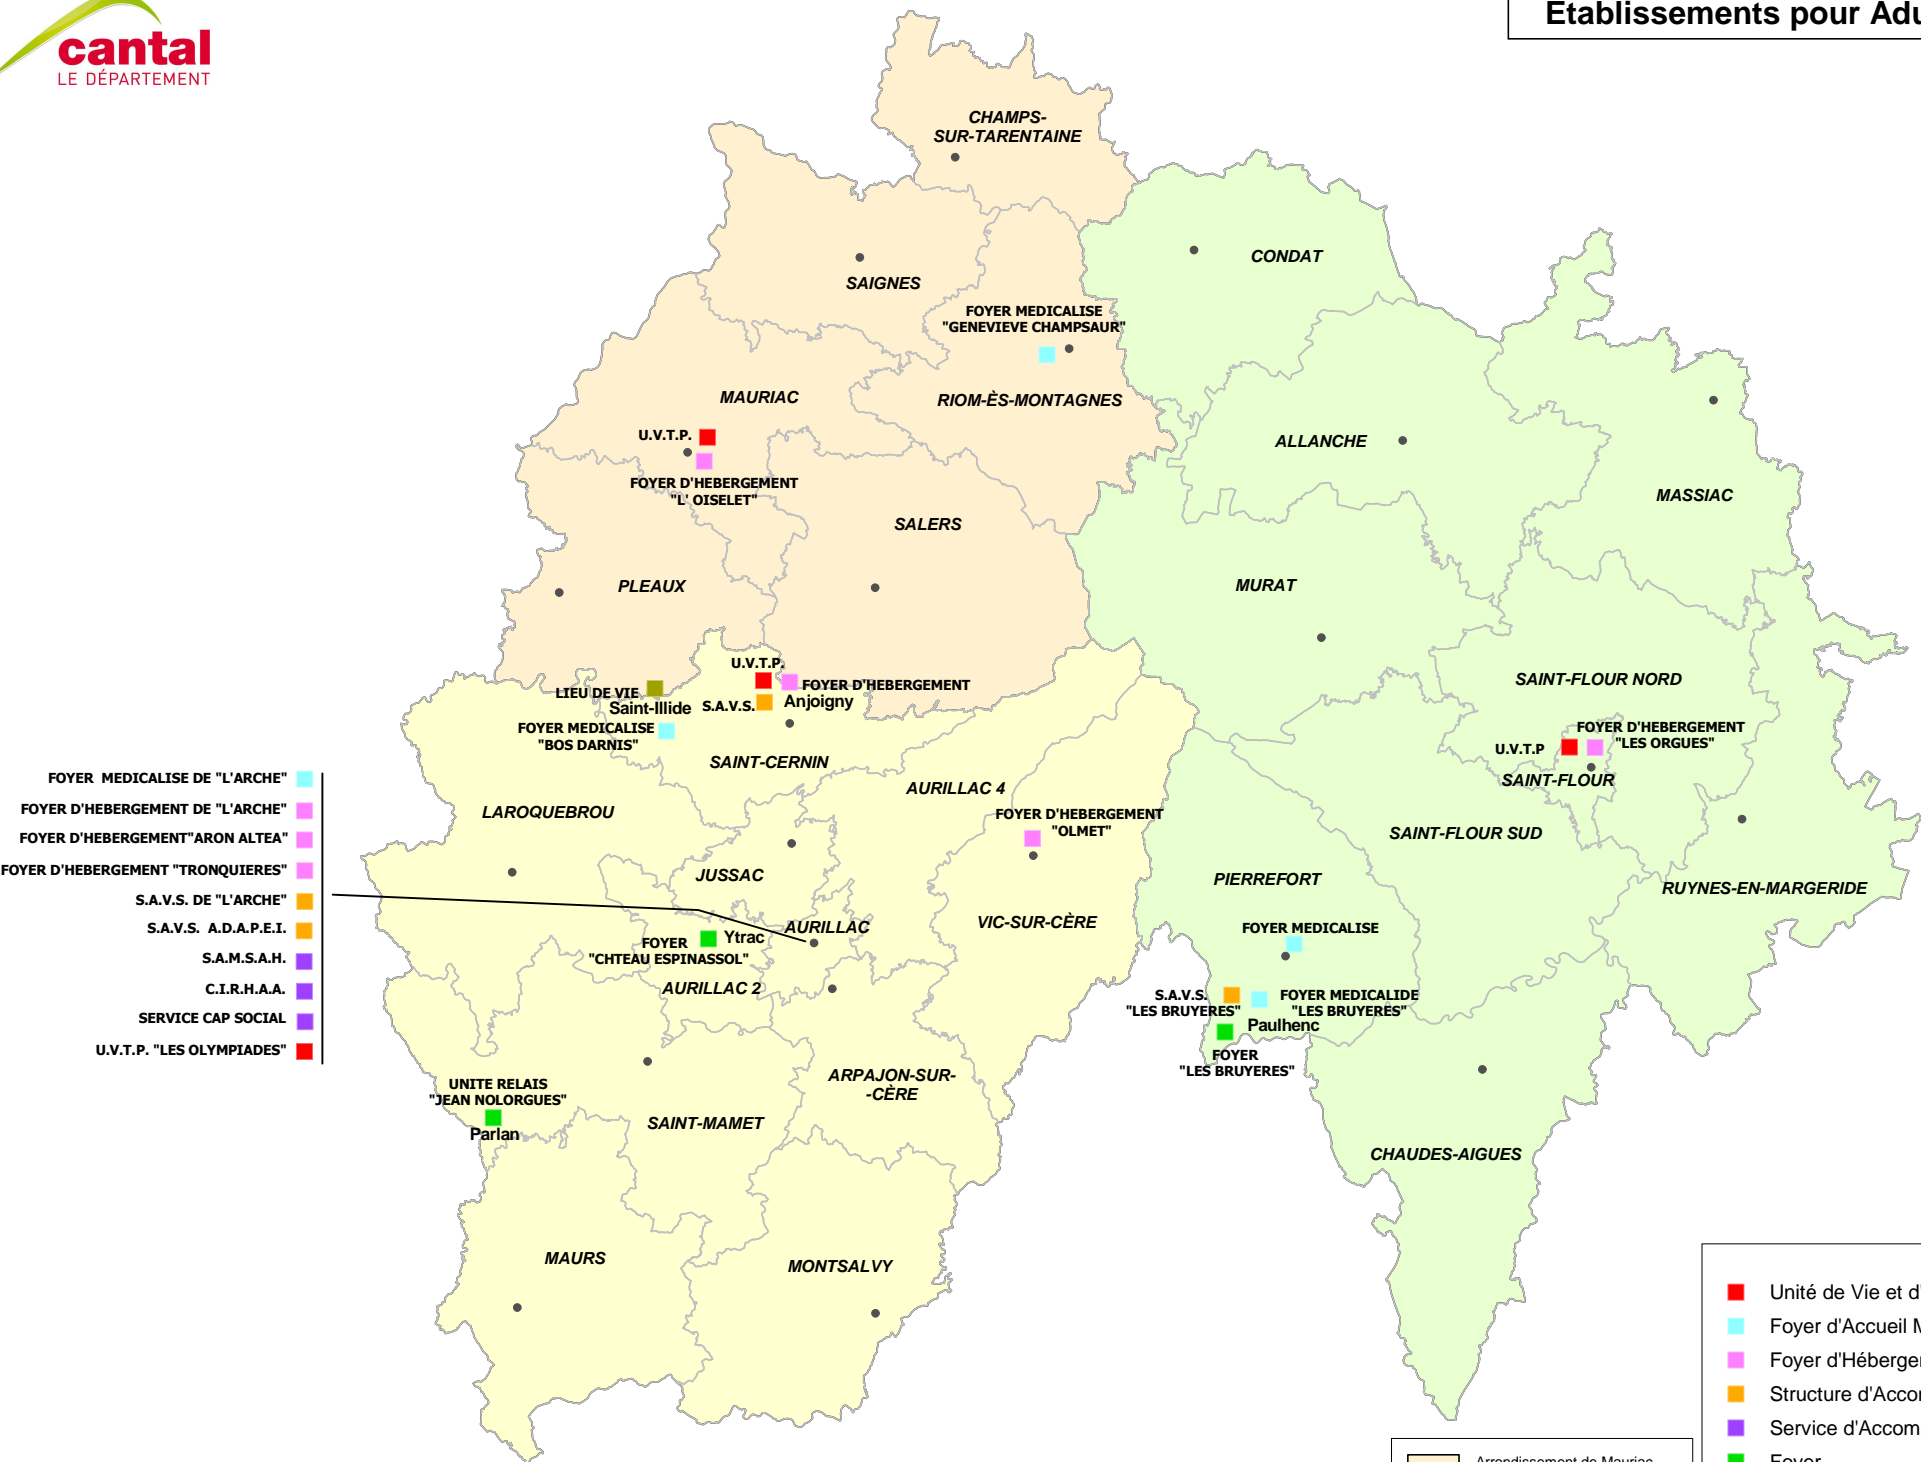 cantal
LE DÉPARTEMENT
Etablissements pour Adu
CHAMPS-
SUR-TARENTAINE
CONDAT
SAIGNES
FOYER MEDICALISE
"GENEVIEVE CHAMPSAUR"
MAURIAC
RIOM-ÈS-MONTAGNES
U.V.T.P.
ALLANCHE
FOYER D'HEBERGEMENT
"L' OISELET"
MASSIAC
SALERS
PLEAUX
MURAT
U.V.T.P.
FOYER D'HEBERGEMENT
LIEU DE VIE
Saint-Illide
S.A.V.S.
Anjoigny
SAINT-FLOUR NORD
FOYER MEDICALISE
"BOS DARNIS"
FOYER D'HEBERGEMENT
"LES ORGUES"
U.V.T.P
SAINT-CERNIN
SAINT-FLOUR
AURILLAC 4
FOYER MEDICALISE DE "L'ARCHE"
FOYER D'HEBERGEMENT DE "L'ARCHE"
FOYER D'HEBERGEMENT"ARON ALTEA"
FOYER D'HEBERGEMENT "TRONQUIERES"
S.A.V.S. DE "L'ARCHE"
S.A.V.S. A.D.A.P.E.I.
S.A.M.S.A.H.
C.I.R.H.A.A.
SERVICE CAP SOCIAL
U.V.T.P. "LES OLYMPIADES"
LAROQUEBROU
FOYER D'HEBERGEMENT
"OLMET"
SAINT-FLOUR SUD
JUSSAC
PIERREFORT
RUYNES-EN-MARGERIDE
VIC-SUR-CÈRE
AURILLAC
FOYER MEDICALISE
Ytrac
FOYER
"CHTEAU ESPINASSOL"
AURILLAC 2
S.A.V.S.
"LES BRUYERES"
FOYER MEDICALIDE
"LES BRUYERES"
Paulhenc
FOYER
"LES BRUYERES"
UNITE RELAIS
"JEAN NOLORGUES"
Parlan
ARPAJON-SUR-
-CÈRE
SAINT-MAMET
CHAUDES-AIGUES
MAURS
MONTSALVY
Unité de Vie et d'
Foyer d'Accueil M
Foyer d'Héberger
Structure d'Accor
Service d'Accom
Foyer
Arrondissement de Mauriac